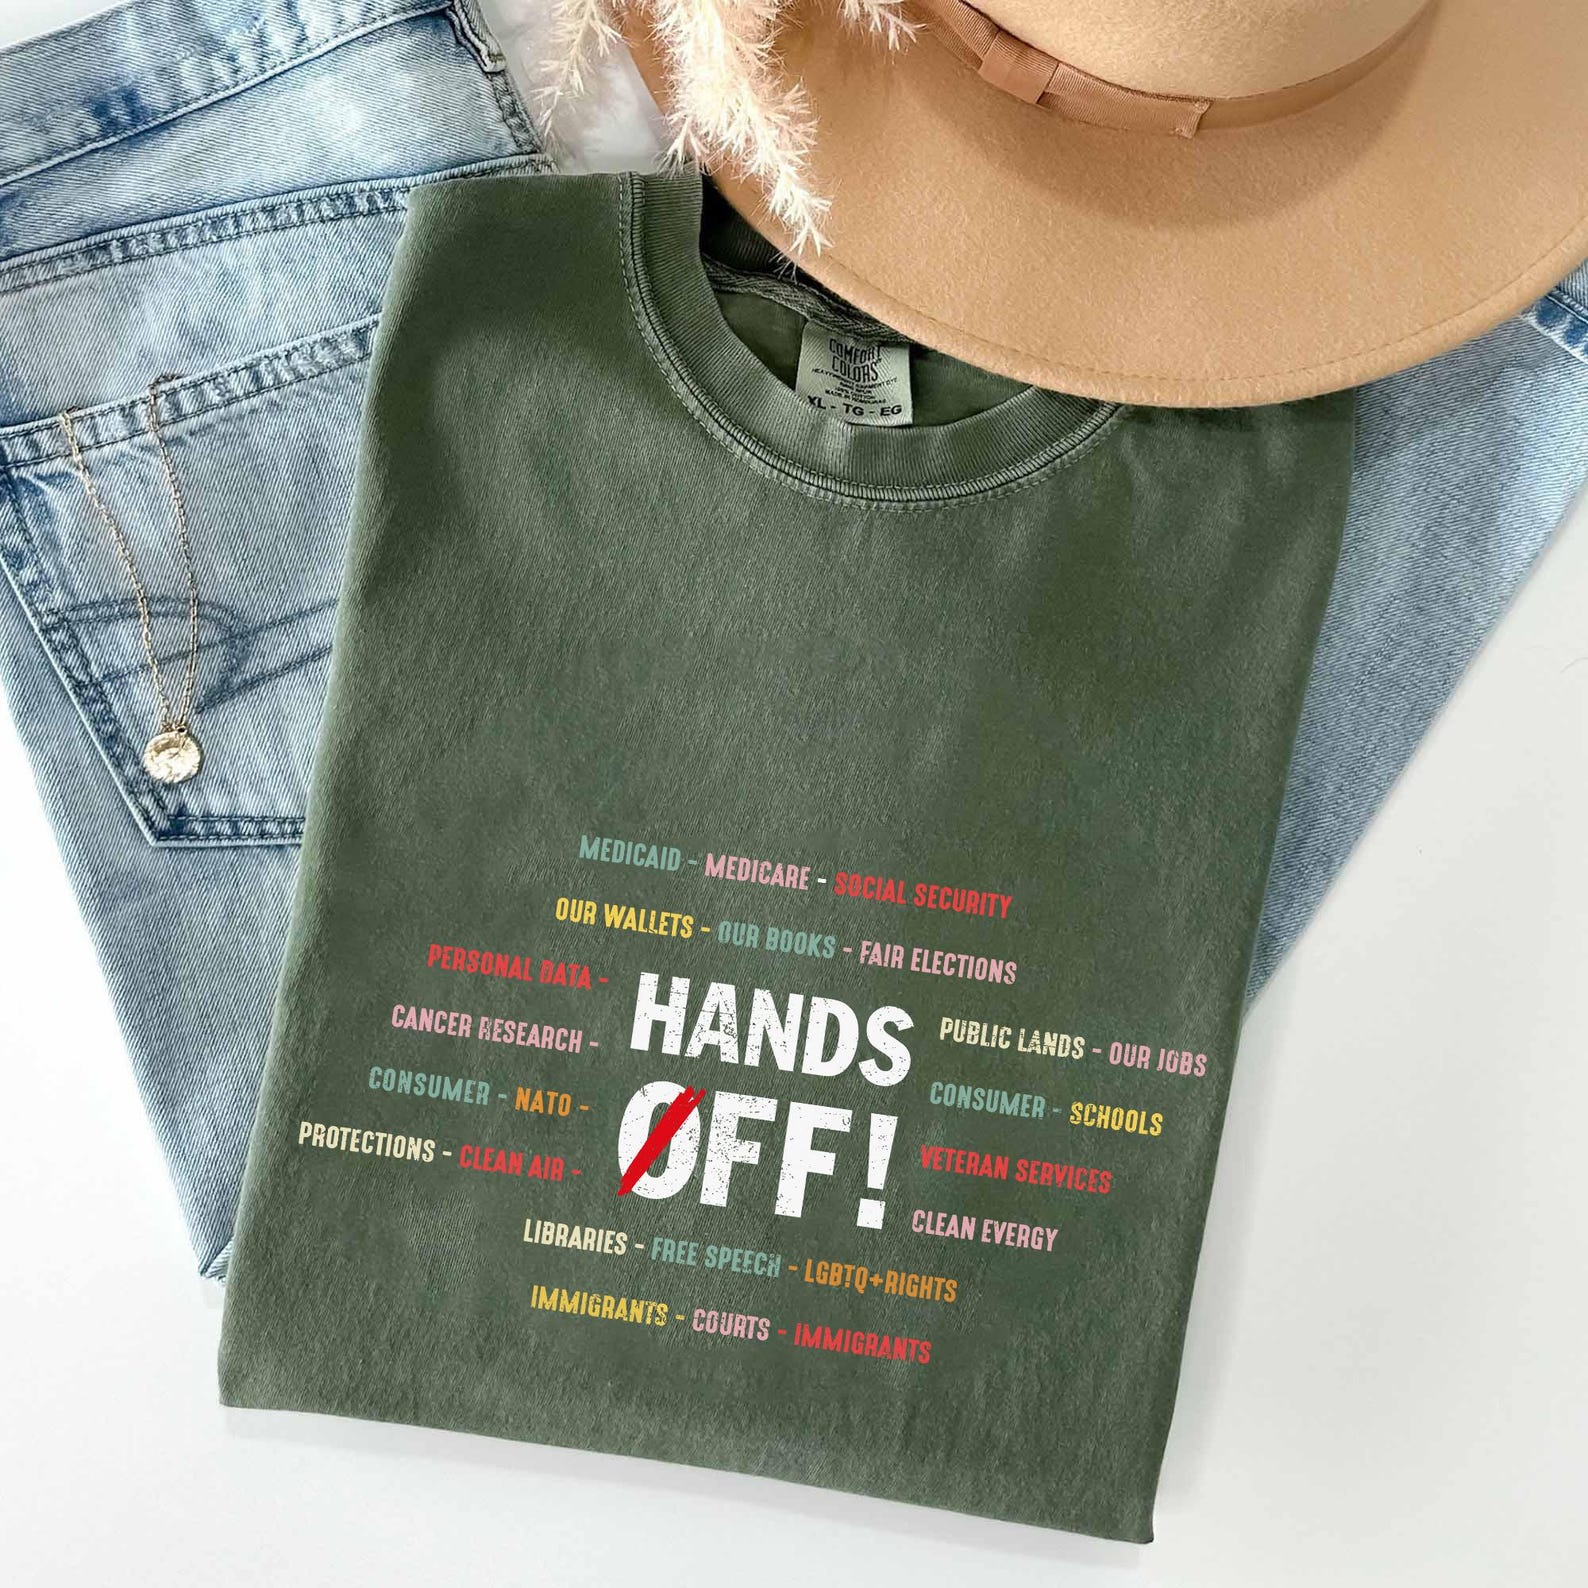 COMFORT
COLORS
XL - TG - EG
MEDICAID - MEDICARE - SOCIAL SECURITY
OUR WALLETS - OUR BOOKS - FAIR ELECTIONS
PERSONAL DATA -
CANCER RESEARCH -
CONSUMER - NATO -
PROTECTIONS - CLEAN AIR -
HANDS
OFF!
PUBLIC LANDS - OUR JOBS
CONSUMER - SCHOOLS
VETERAN SERVICES
CLEAN EVERGY
LIBRARIES - FREE SPEECH - LGBTQ+RIGHTS
IMMIGRANTS - COURTS - IMMIGRANTS